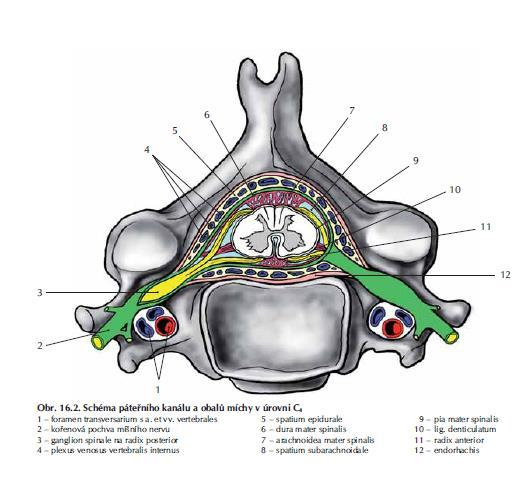 6
7
5
8
4
9
10
11
12
3
2
1
Obr. 16.2. Schéma páteřního kanálu a obalů míchy v úrovni C4
1 – foramen transversarium s a. et vv. vertebrales
2 – kořenová pochva míšního nervu
3 – ganglion spinale na radix posterior
4 – plexus venosus vertebralis internus
5 – spatium epidurale
6 – dura mater spinalis
7 – arachnoidea mater spinalis
8 – spatium subarachnoidale
9 – pia mater spinalis
10 – lig. denticulatum
11 – radix anterior
12 – endorhachis